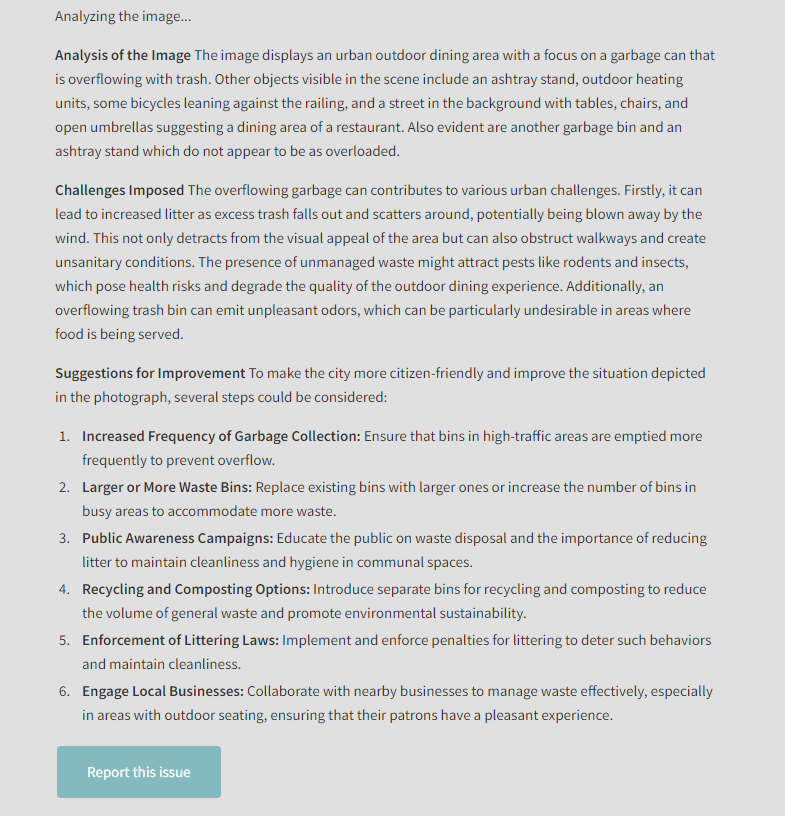 Analyzing the image...
Analysis of the Image The image displays an urban outdoor dining area with a focus on a garbage can that
is overflowing with trash. Other objects visible in the scene include an ashtray stand, outdoor heating
units, some bicycles leaning against the railing, and a street in the background with tables, chairs, and
open umbrellas suggesting a dining area of a restaurant. Also evident are another garbage bin and an
ashtray stand which do not appear to be as overloaded.
Challenges Imposed The overflowing garbage can contributes to various urban challenges. Firstly, it can
lead to increased litter as excess trash falls out and scatters around, potentially being blown away by the
wind. This not only detracts from the visual appeal of the area but can also obstruct walkways and create
unsanitary conditions. The presence of unmanaged waste might attract pests like rodents and insects,
which pose health risks and degrade the quality of the outdoor dining experience. Additionally, an
overflowing trash bin can emit unpleasant odors, which can be particularly undesirable in areas where
food is being served.
Suggestions for Improvement To make the city more citizen-friendly and improve the situation depicted
in the photograph, several steps could be considered:
1. Increased Frequency of Garbage Collection: Ensure that bins in high-traffic areas are emptied more
frequently to prevent overflow.
2. Larger or More Waste Bins: Replace existing bins with larger ones or increase the number of bins in
busy areas to accommodate more waste.
3. Public Awareness Campaigns: Educate the public on waste disposal and the importance of reducing
litter to maintain cleanliness and hygiene in communal spaces.
4. Recycling and Composting Options: Introduce separate bins for recycling and composting to reduce
the volume of general waste and promote environmental sustainability.
5. Enforcement of Littering Laws: Implement and enforce penalties for littering to deter such behaviors
and maintain cleanliness.
6. Engage Local Businesses: Collaborate with nearby businesses to manage waste effectively, especially
in areas with outdoor seating, ensuring that their patrons have a pleasant experience.
Report this issue